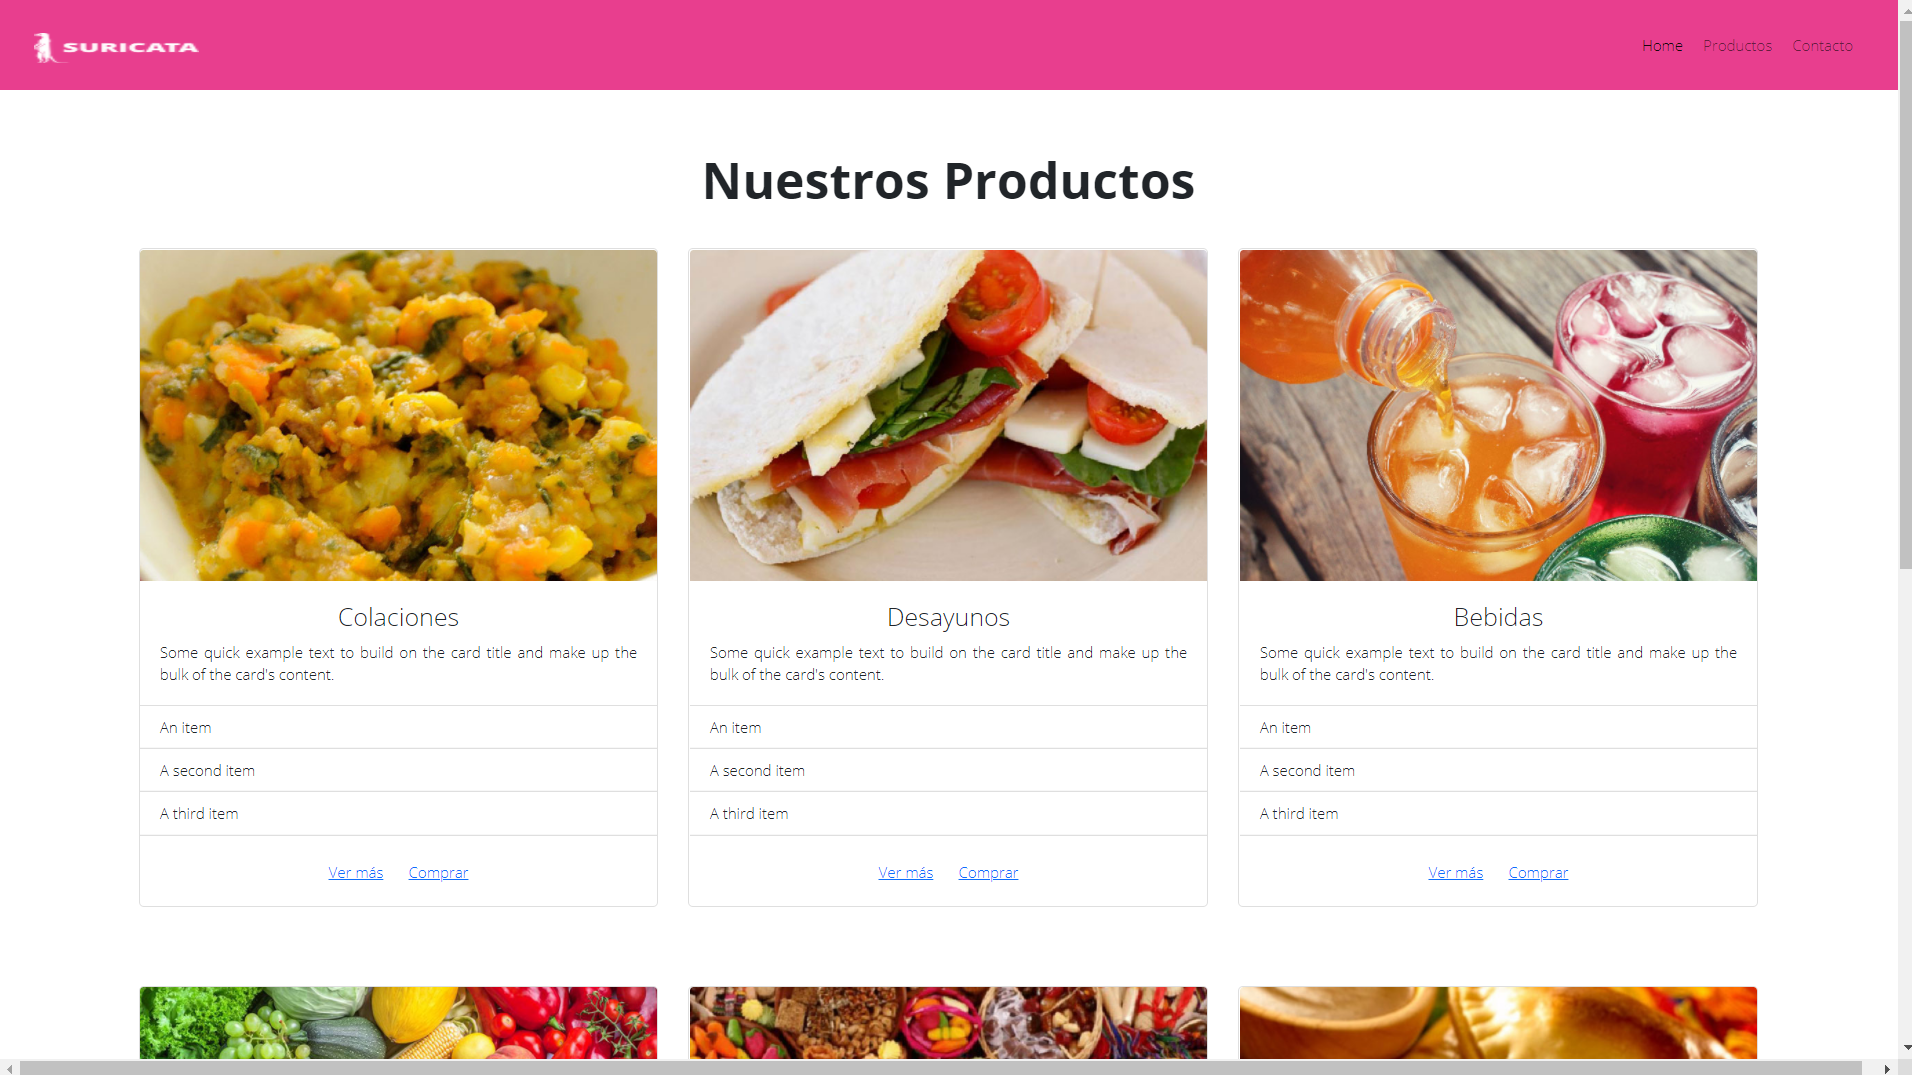 SURICATA
Home Productos Contacto
Nuestros Productos
Colaciones
Some quick example text to build on the card title and make up the
bulk of the card's content.
An item
A second item
A third item
Ver más Comprar
Desayunos
Some quick example text to build on the card title and make up the
bulk of the card's content.
An item
A second item
A third item
Ver más Comprar
Bebidas
Some quick example text to build on the card title and make up the
bulk of the card's content.
An item
A second item
A third item
Ver más Comprar